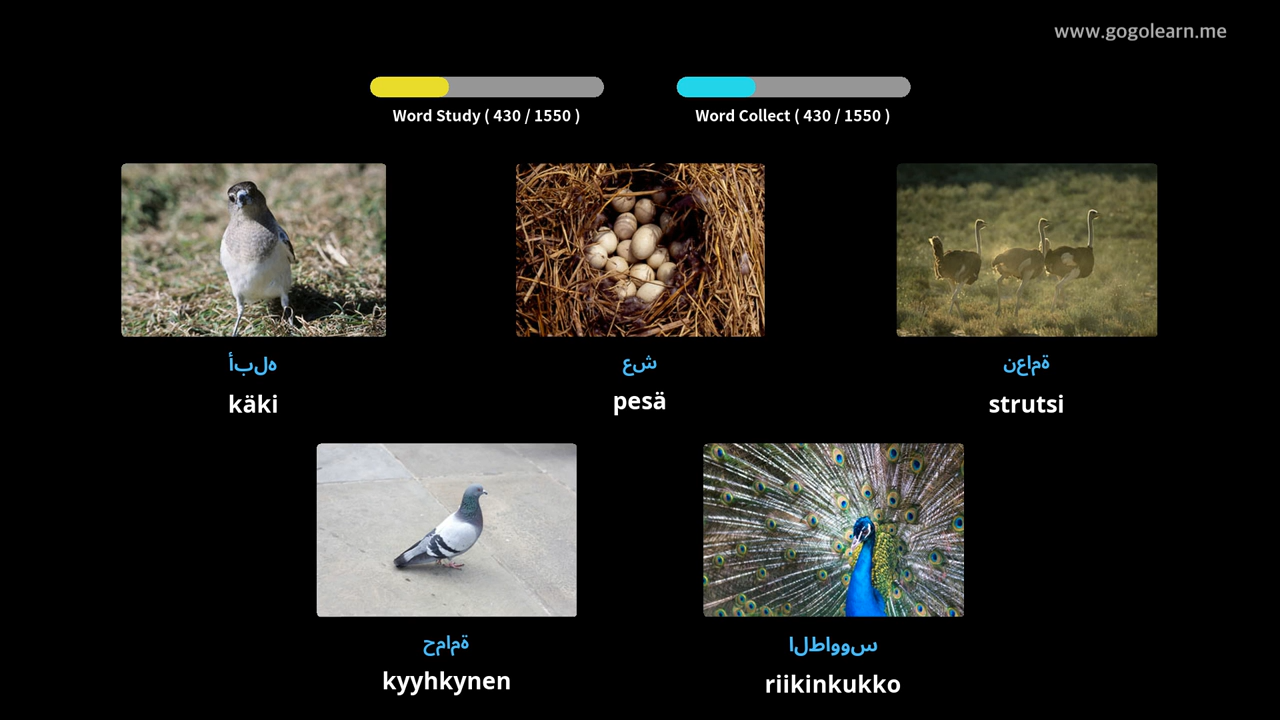 www.gogolearn.me
Word Study ( 430 / 1550 )
Word Collect ( 430 / 1550 )
أبله
عش
نعامة
käki
pesä
strutsi
حمامة
الطاووس
kyyhkynen
riikinkukko